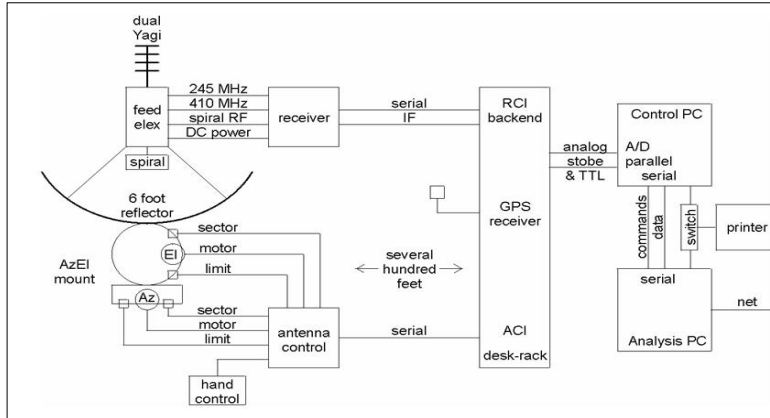 dual
Yagi
feed
elex
245 MHz
410 MHz
spiral RF
DC power
receiver
serial
IF
spiral
6 foot
reflector
AzEl
mount
El
Az
sector
motor
limit
sector
motor
limit
antenna
control
hand
control
several
hundred
feet
serial
RCI
backend
GPS
receiver
ACI
desk-rack
analog
stobe
& TTL
Control PC
A/D
parallel
serial
commands
data
switch
printer
serial
Analysis PC
net